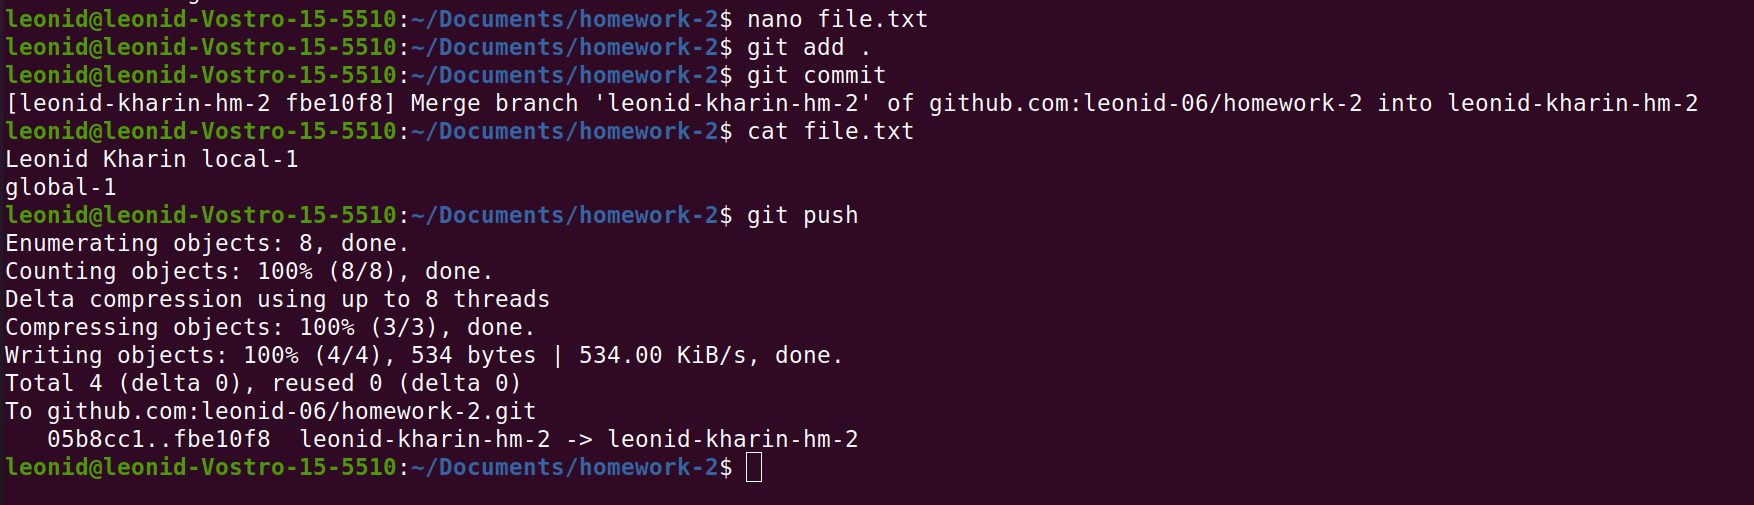 leonid@leonid-Vostro-15-5510:~/Documents/homework-2$ nano file.txt
leonid@leonid-Vostro-15-5510:~/Documents/homework-2$ git add .
leonid@leonid-Vostro-15-5510:~/Documents/homework-2$ git commit
[leonid-kharin-hm-2 fbe10f8] Merge branch 'leonid-kharin-hm-2' of github.com:leonid-06/homework-2 into leonid-kharin-hm-2
leonid@leonid-Vostro-15-5510:~/Documents/homework-2$ cat file.txt
Leonid Kharin local-1
global-1
leonid@leonid-Vostro-15-5510:~/Documents/homework-2$ git push
Enumerating objects: 8, done.
Counting objects: 100% (8/8), done.
Delta compression using up to 8 threads
Compressing objects: 100% (3/3), done.
Writing objects: 100% (4/4), 534 bytes | 534.00 KiB/s, done.
Total 4 (delta 0), reused 0 (delta 0)
To github.com:leonid-06/homework-2.git
   05b8cc1..fbe10f8  leonid-kharin-hm-2 -> leonid-kharin-hm-2
leonid@leonid-Vostro-15-5510:~/Documents/homework-2$